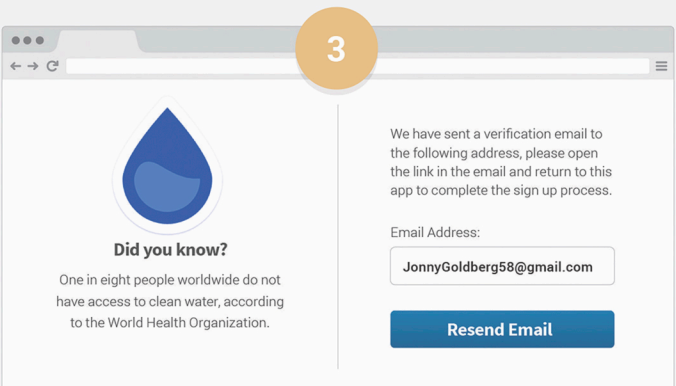 3
Did you know?
One in eight people worldwide do not
have access to clean water, according
to the World Health Organization.
We have sent a verification email to
the following address, please open
the link in the email and return to this
app to complete the sign up process.
Email Address:
JonnyGoldberg58@gmail.com
Resend Email